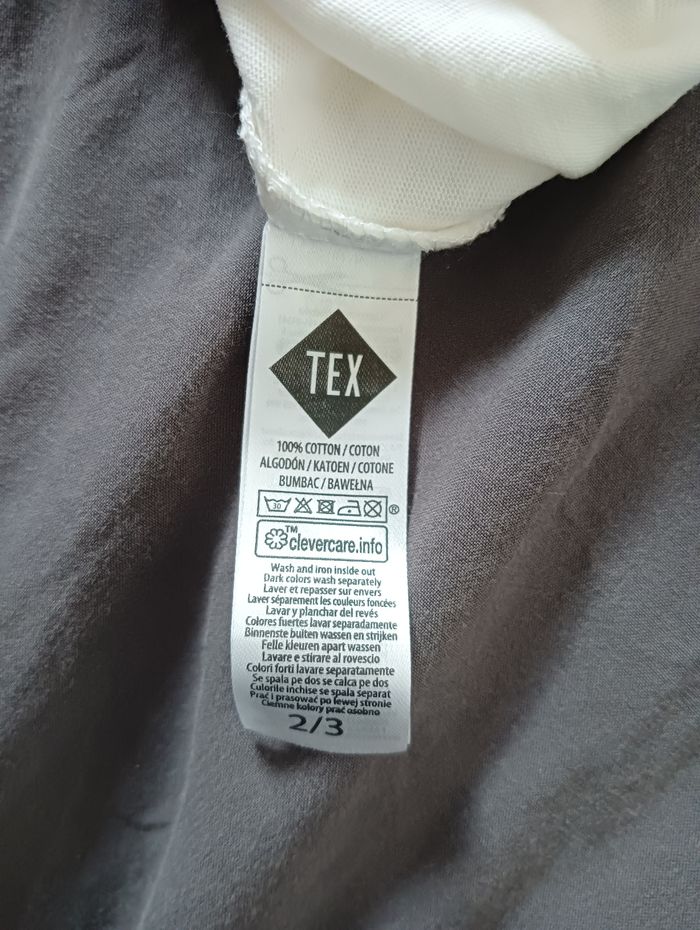 TEX
100% COTTON / COTON
ALGODÓN / KATOEN / COTONE
BUMBAC / BAWEŁNA
30 ®
™ clevercare.info
Wash and iron inside out
Dark colors wash separately
Laver et repasser sur envers
Laver séparement les couleurs foncées
Lavar y planchar del revés
Colores fuertes lavar separadamente
Binnenste buiten wassen en strijken
Felle kleuren apart wassen
Lavare e stirare al rovescio
Colori forti lavare separatamente
Se spala pe dos se calca pe dos
Culorile inchise se spala separat
Prać i prasować po lewej stronie
Ciemne kolory prać osobno
2/3